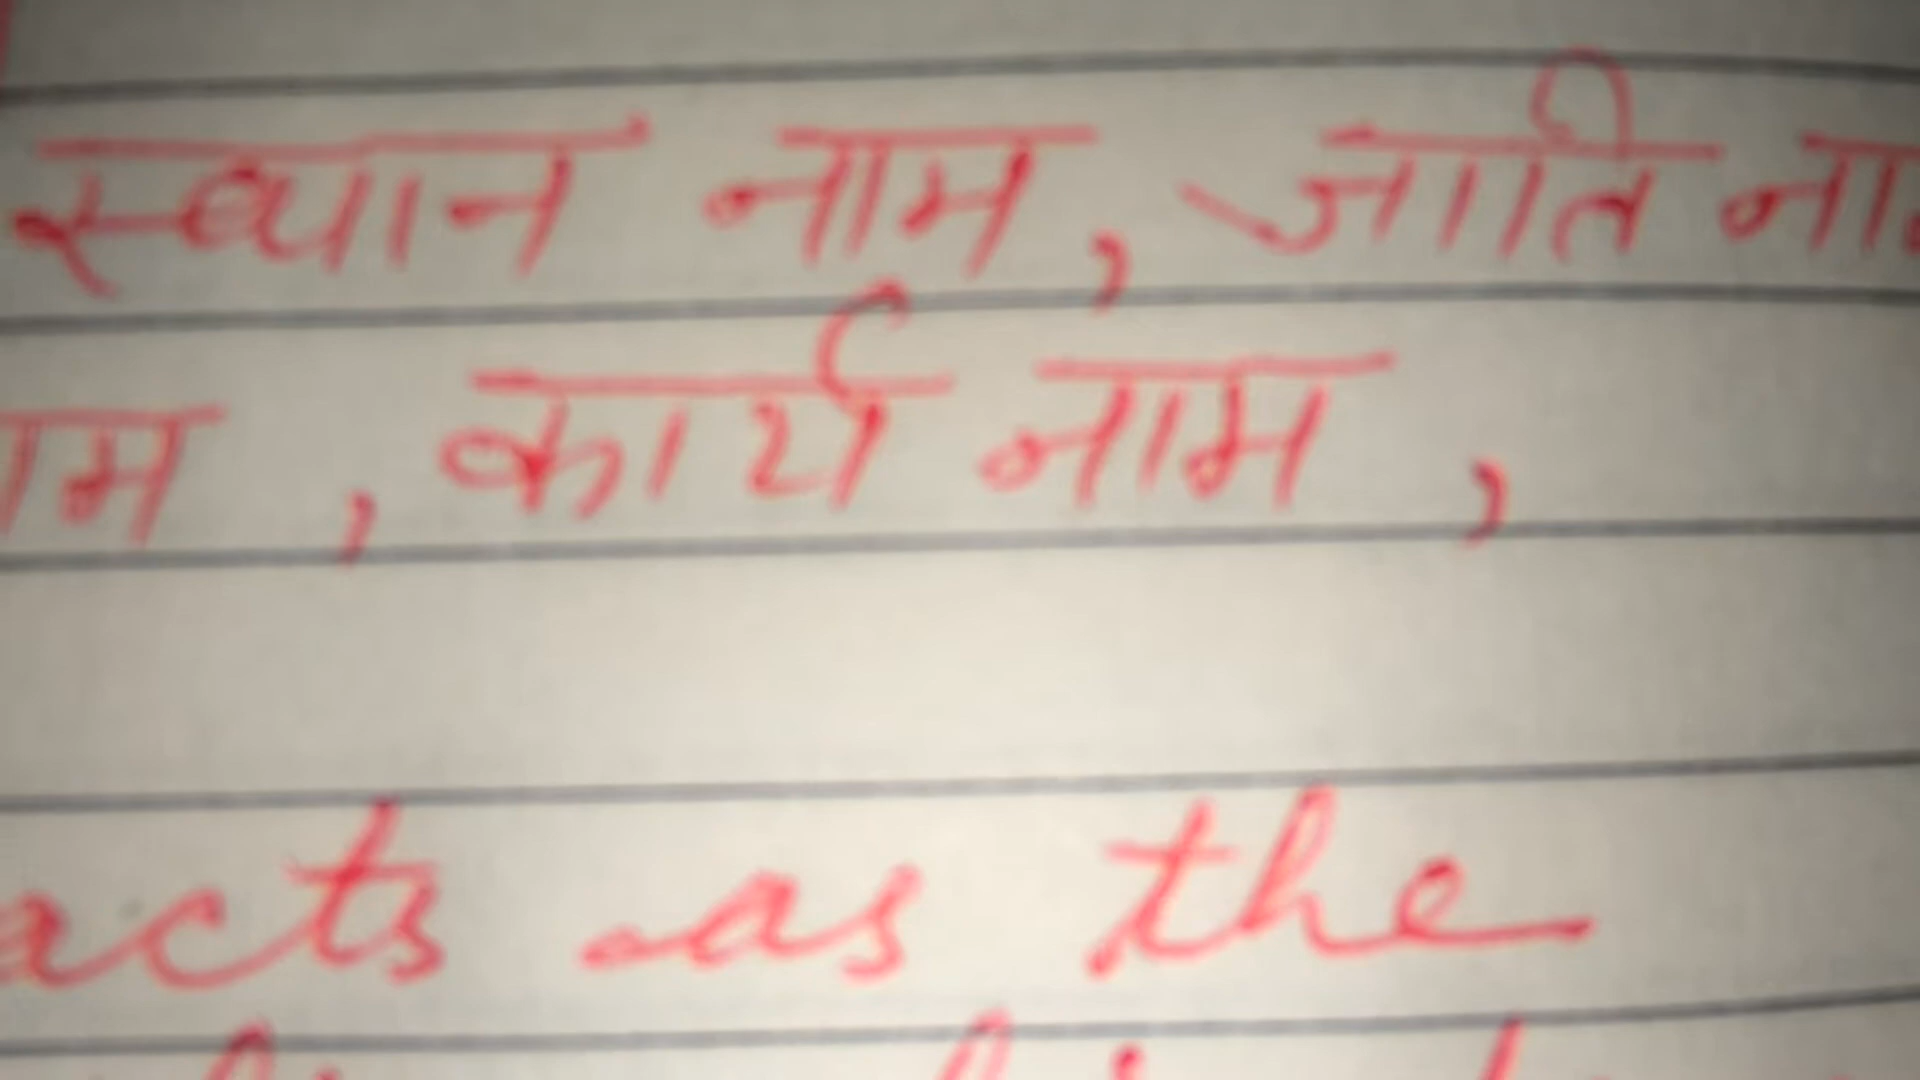 स्थान नाम, जाति ना
ाम, कार्य नाम,
acts as the